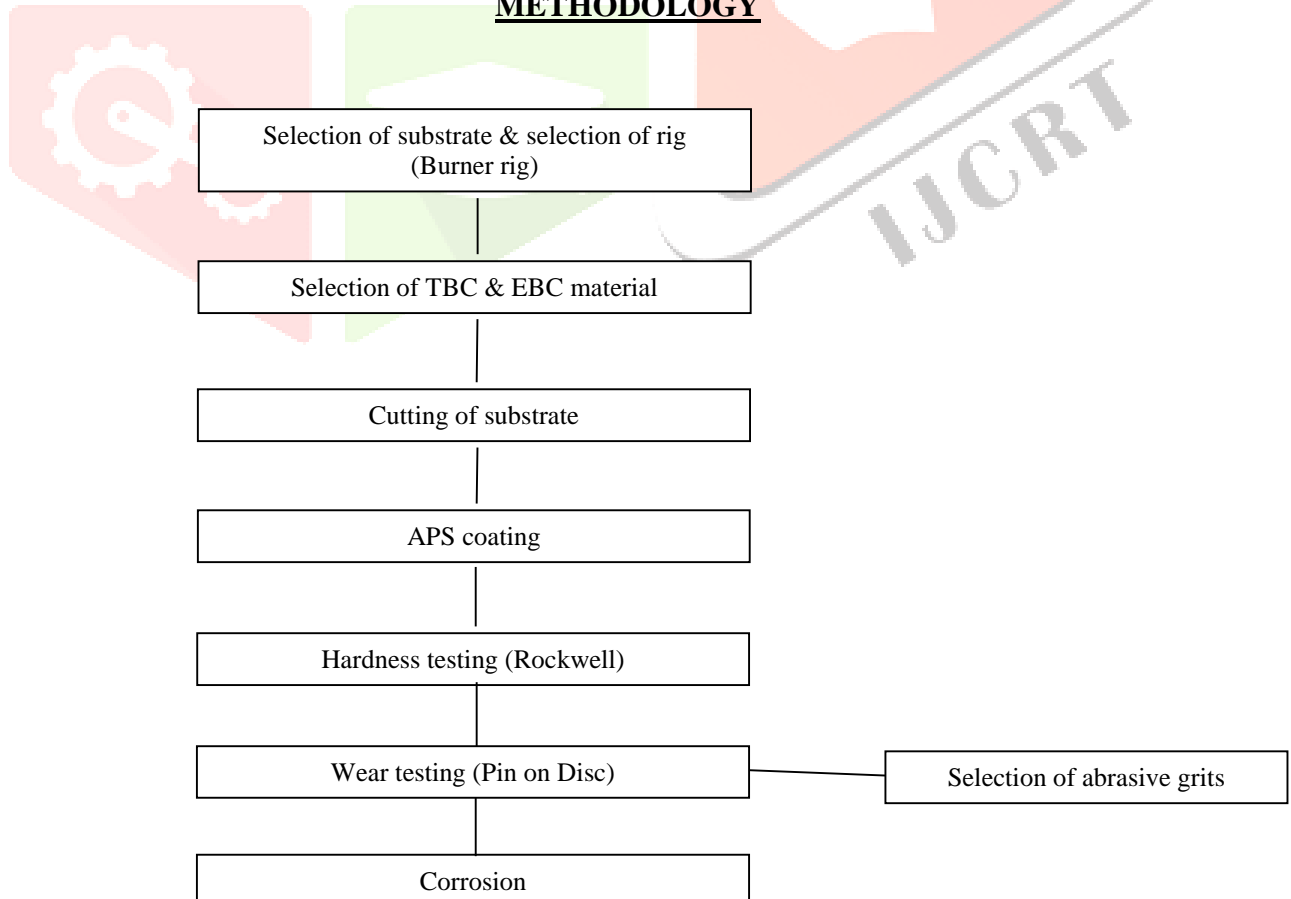 METHODOLOGY
IJCRT
Selection of substrate & selection of rig
(Burner rig)
Selection of TBC & EBC material
Cutting of substrate
APS coating
Hardness testing (Rockwell)
Wear testing (Pin on Disc)
Selection of abrasive grits
Corrosion